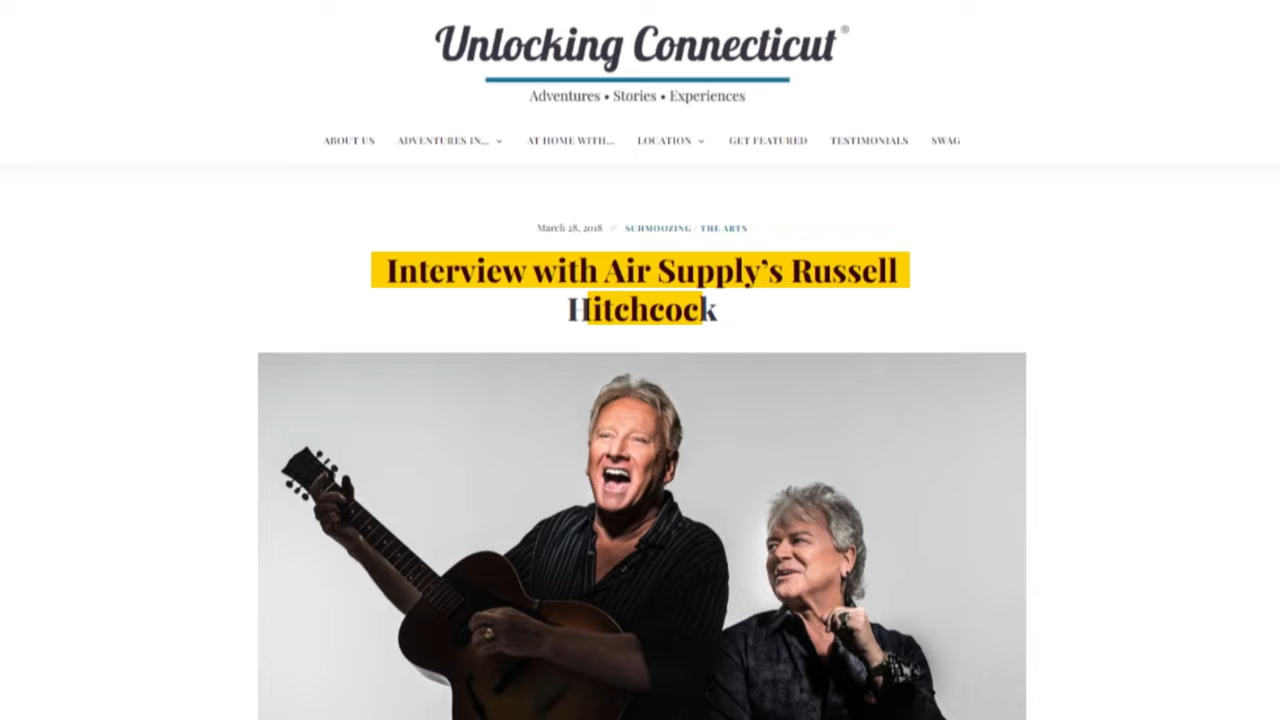 Unlocking Connecticut®
Adventures • Stories • Experiences
ABOUT US ADVENTURES IN... AT HOME WITH... LOCATION GET FEATURED TESTIMONIALS SWAG
March 28, 2018 // SCHMOOZING / THE ARTS
Interview with Air Supply’s Russell
Hitchcock